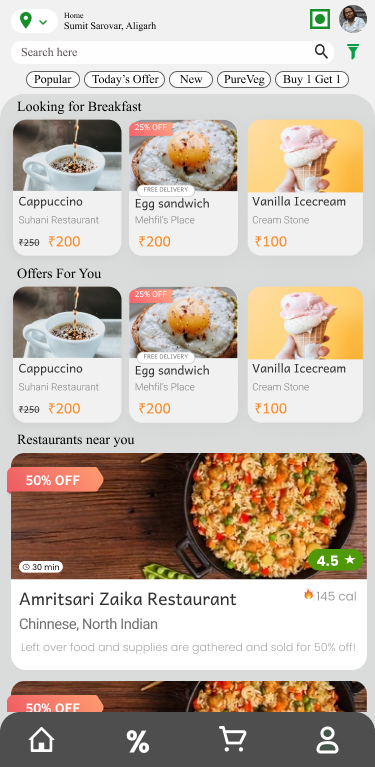 Home
Sumit Sarovar, Aligarh
Search here
Popular
Today's Offer
New
PureVeg
Buy 1 Get 1
Looking for Breakfast
Cappuccino
Suhani Restaurant
₹250 ₹200
25% OFF
FREE DELIVERY
Egg sandwich
Mehfil's Place
₹200
Vanilla Icecream
Cream Stone
₹100
Offers For You
Cappuccino
Suhani Restaurant
₹250 ₹200
25% OFF
FREE DELIVERY
Egg sandwich
Mehfil's Place
₹200
Vanilla Icecream
Cream Stone
₹100
Restaurants near you
50% OFF
30 min
4.5 ★
Amritsari Zaika Restaurant
145 cal
Chinnese, North Indian
Left over food and supplies are gathered and sold for 50% off!
50% OFF
%